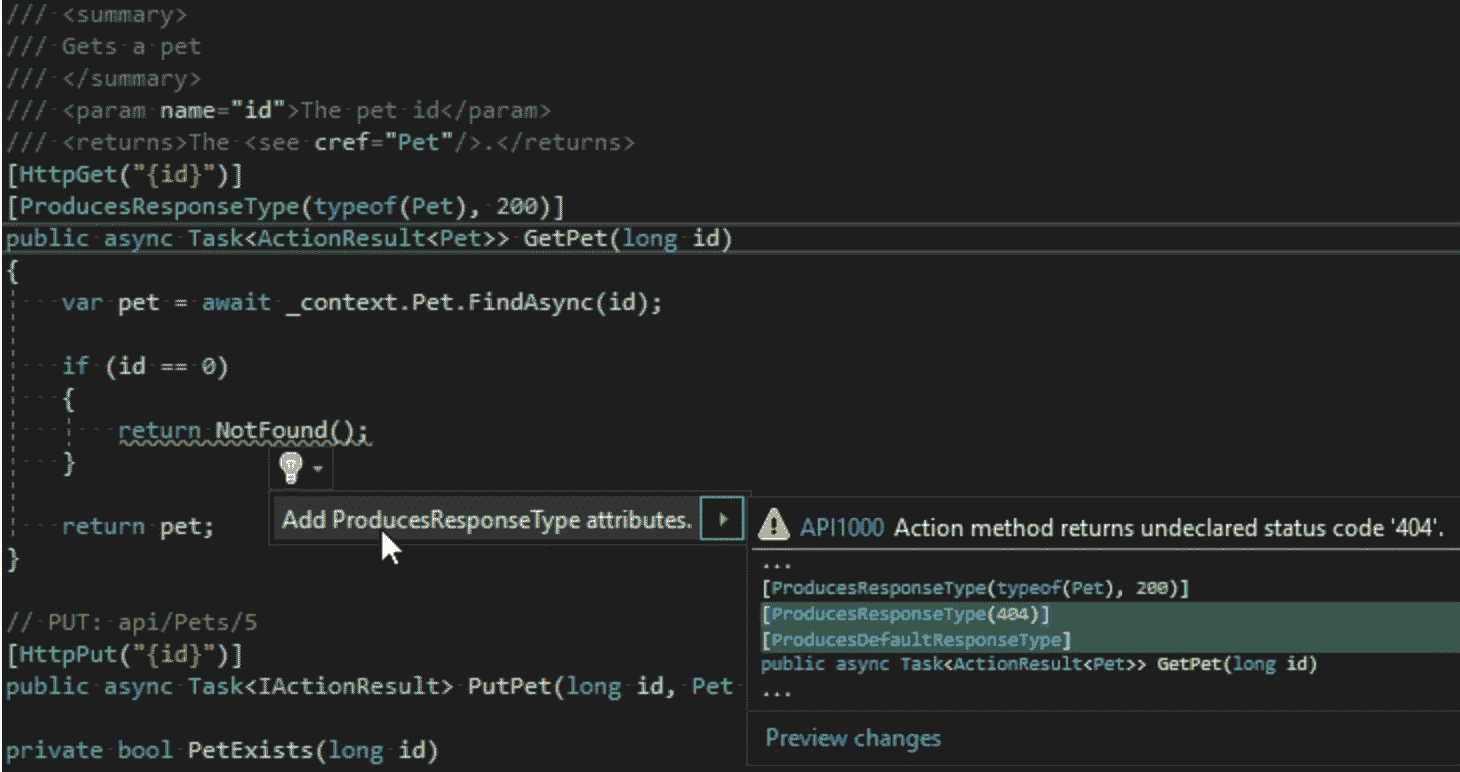 /// <summary>
/// Gets a pet
/// </summary>
/// <param name="id">The pet id</param>
/// <returns>The <see cref="Pet"/>.</returns>
[HttpGet("{id}")]
[ProducesResponseType(typeof(Pet), 200)]
public async Task<ActionResult<Pet>> GetPet(long id)
{
    var pet = await _context.Pet.FindAsync(id);
    if (id == 0)
    {
        return NotFound();
    }
    return pet;
}
// PUT: api/Pets/5
[HttpPut("{id}")]
public async Task<IActionResult> PutPet(long id, Pet
private bool PetExists(long id)
Add ProducesResponseType attributes.
API1000 Action method returns undeclared status code '404'.
...
[ProducesResponseType(typeof(Pet), 200)]
[ProducesResponseType(404)]
[ProducesDefaultResponseType]
public async Task<ActionResult<Pet>> GetPet(long id)
...
Preview changes